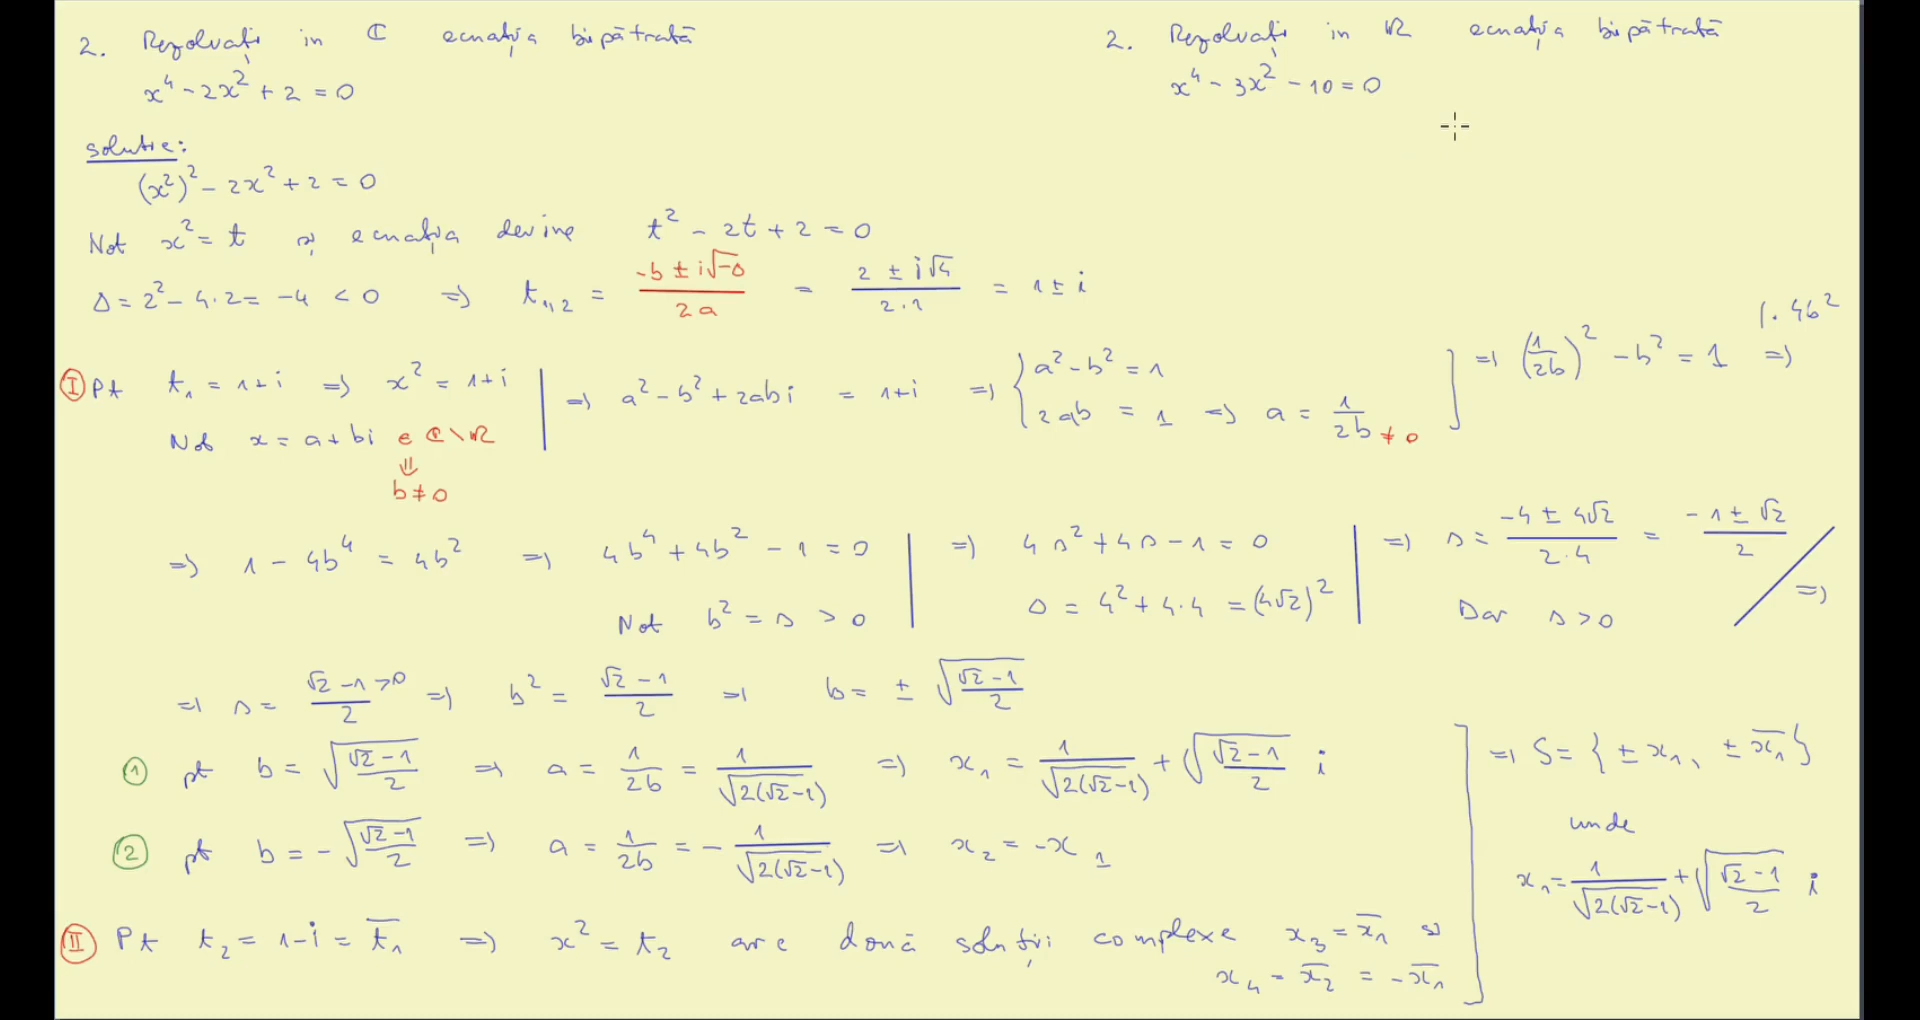 2. Rezolvați in ℂ ecuația bipătrată
x⁴ - 2x² + 2 = 0
2. Rezolvați in ℝ ecuația bipătrată
x⁴ - 3x² - 10 = 0
soluție:
(x²)² - 2x² + 2 = 0
Not x² = t și ecuația devine t² - 2t + 2 = 0
Δ = 2² - 4·2 = -4 < 0 ⇒ t₁,₂ = (-b ± i√-Δ)/(2a) = (2 ± i√4)/(2·1) = 1 ± i
Ⓘ Pt t₁ = 1+i ⇒ x² = 1+i | ⇒ a² - b² + 2abi = 1+i ⇒ { a² - b² = 1
2ab = 1 ⇒ a = 1/(2b) ≠ 0 ] ⇒ (1/(2b))² - b² = 1 |·4b² ⇒
Not x = a + bi ∈ ℂ\ℝ
⇓
b ≠ 0
⇒ 1 - 4b⁴ = 4b² ⇒ 4b⁴ + 4b² - 1 = 0 | ⇒ 4s² + 4s - 1 = 0 | ⇒ s = (-4 ± 4√2)/(2·4) = (-1 ± √2)/2
Not b² = s > 0 | Δ = 4² + 4·4 = (4√2)² | Dar s > 0 / ⇒
⇒ s = (√2 - 1)/2 > 0 ⇒ b² = (√2 - 1)/2 ⇒ b = ± √((√2 - 1)/2)
① pt b = √((√2 - 1)/2) ⇒ a = 1/(2b) = 1/√(2(√2-1)) ⇒ x₁ = 1/√(2(√2-1)) + √((√2 - 1)/2) i
② pt b = -√((√2 - 1)/2) ⇒ a = 1/(2b) = - 1/√(2(√2-1)) ⇒ x₂ = -x₁
Ⅱ Pt t₂ = 1-i = t̅₁ ⇒ x² = t₂ are două soluții complexe x₃ = x̅₁ și
x₄ = x̅₂ = -x̅₁
] ⇒ S = { ± x₁, ± x̅₁ }
unde
x₁ = 1/√(2(√2-1)) + √((√2 - 1)/2) i